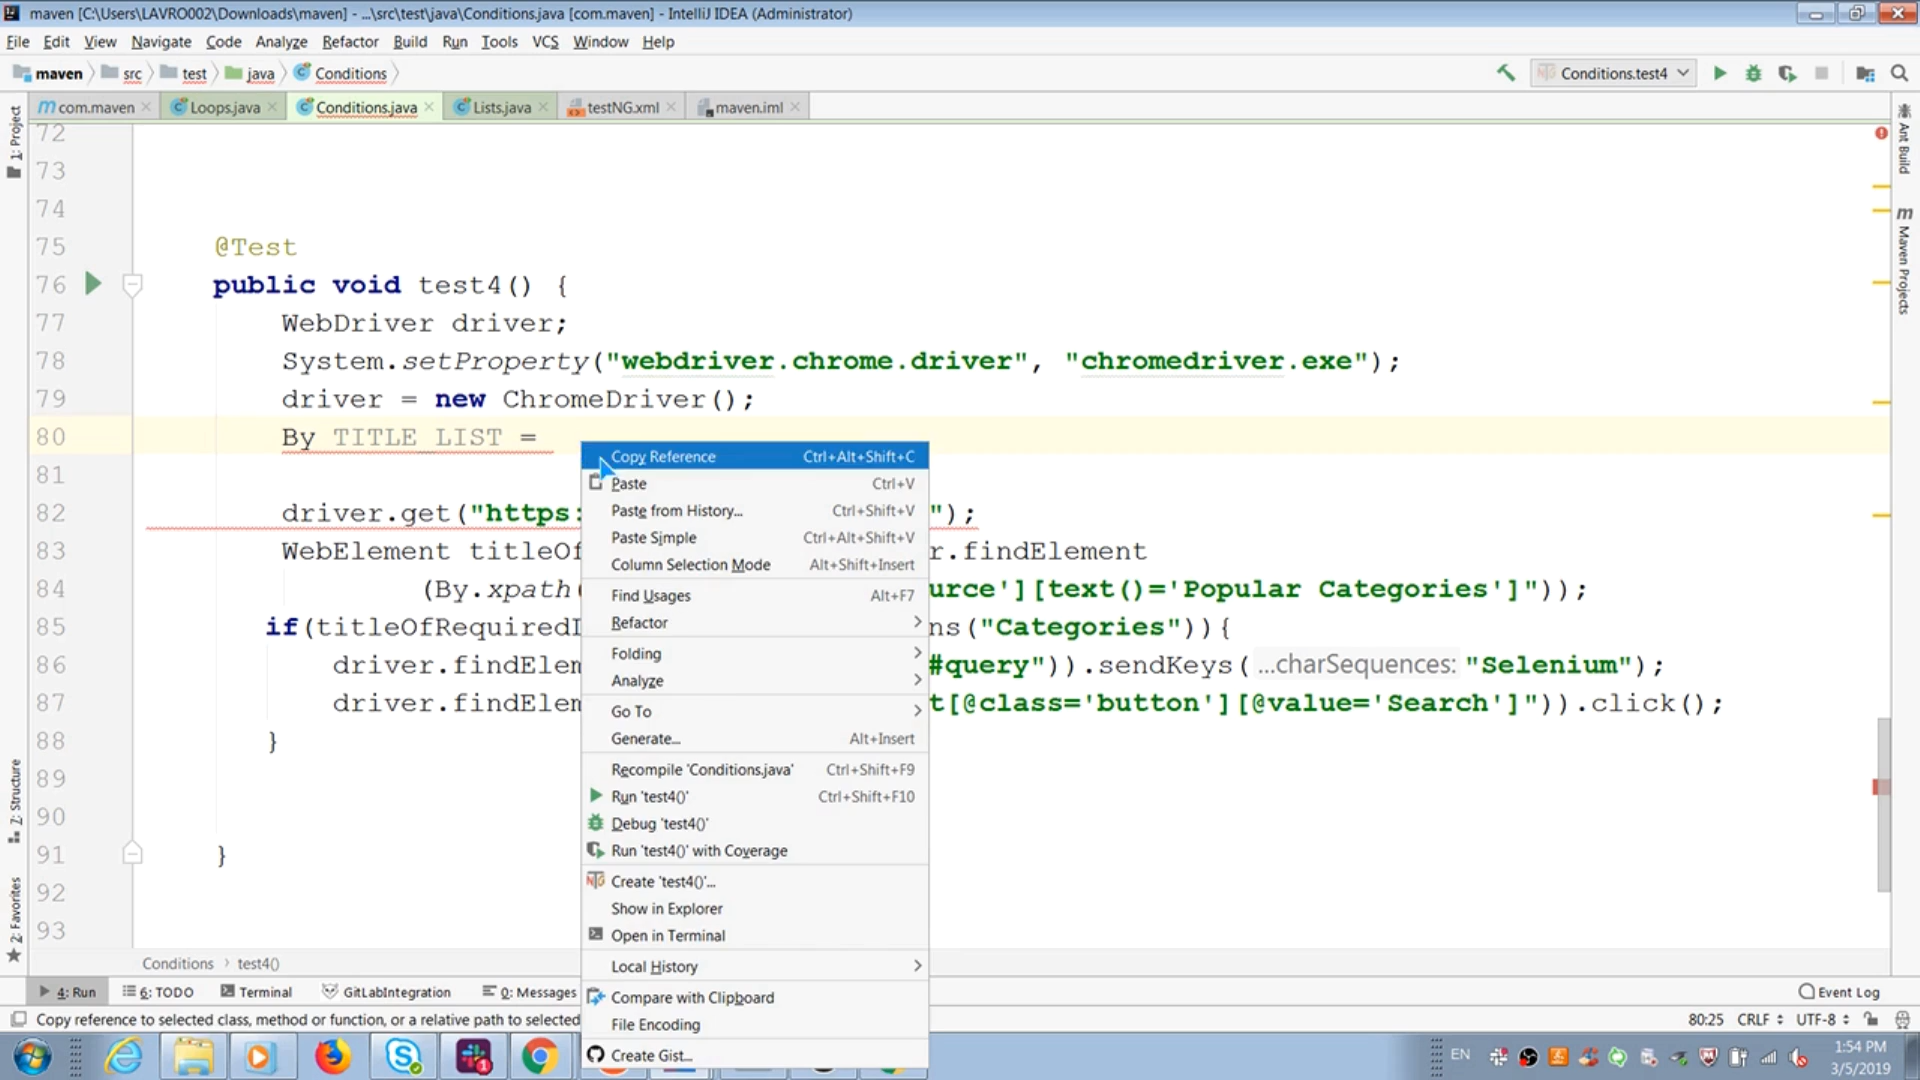 maven [C:\Users\LAVRO002\Downloads\maven] - ...\src\test\java\Conditions.java [com.maven] - IntelliJ IDEA (Administrator)
File Edit View Navigate Code Analyze Refactor Build Run Tools VCS Window Help
maven src test java Conditions Conditions.test4
com.maven Loops.java Conditions.java Lists.java testNG.xml maven.iml
1: Project
Ant Build
Maven Projects
72
73
74
75 @Test
76 public void test4() {
77 WebDriver driver;
78 System.setProperty("webdriver.chrome.driver", "chromedriver.exe");
79 driver = new ChromeDriver();
80 By TITLE_LIST =
81
82 driver.get("https: ");
83 WebElement titleOf r.findElement
84 (By.xpath( urce'][text()='Popular Categories']"));
85 if(titleOfRequired ns("Categories")){
86 driver.findElem #query")).sendKeys( ...charSequences: "Selenium");
87 driver.findElem t[@class='button'][@value='Search']")).click();
88 }
89
90
91 }
92
93
Copy Reference Ctrl+Alt+Shift+C
Paste Ctrl+V
Paste from History... Ctrl+Shift+V
Paste Simple Ctrl+Alt+Shift+V
Column Selection Mode Alt+Shift+Insert
Find Usages Alt+F7
Refactor
Folding
Analyze
Go To
Generate... Alt+Insert
Recompile 'Conditions.java' Ctrl+Shift+F9
Run 'test4()' Ctrl+Shift+F10
Debug 'test4()'
Run 'test4()' with Coverage
Create 'test4()'...
Show in Explorer
Open in Terminal
Local History
Compare with Clipboard
File Encoding
Create Gist...
Z: Structure
2: Favorites
Conditions test4()
4: Run 6: TODO Terminal GitLabIntegration 0: Messages Event Log
Copy reference to selected class, method or function, or a relative path to selected 80:25 CRLF UTF-8
EN 1:54 PM
3/5/2019